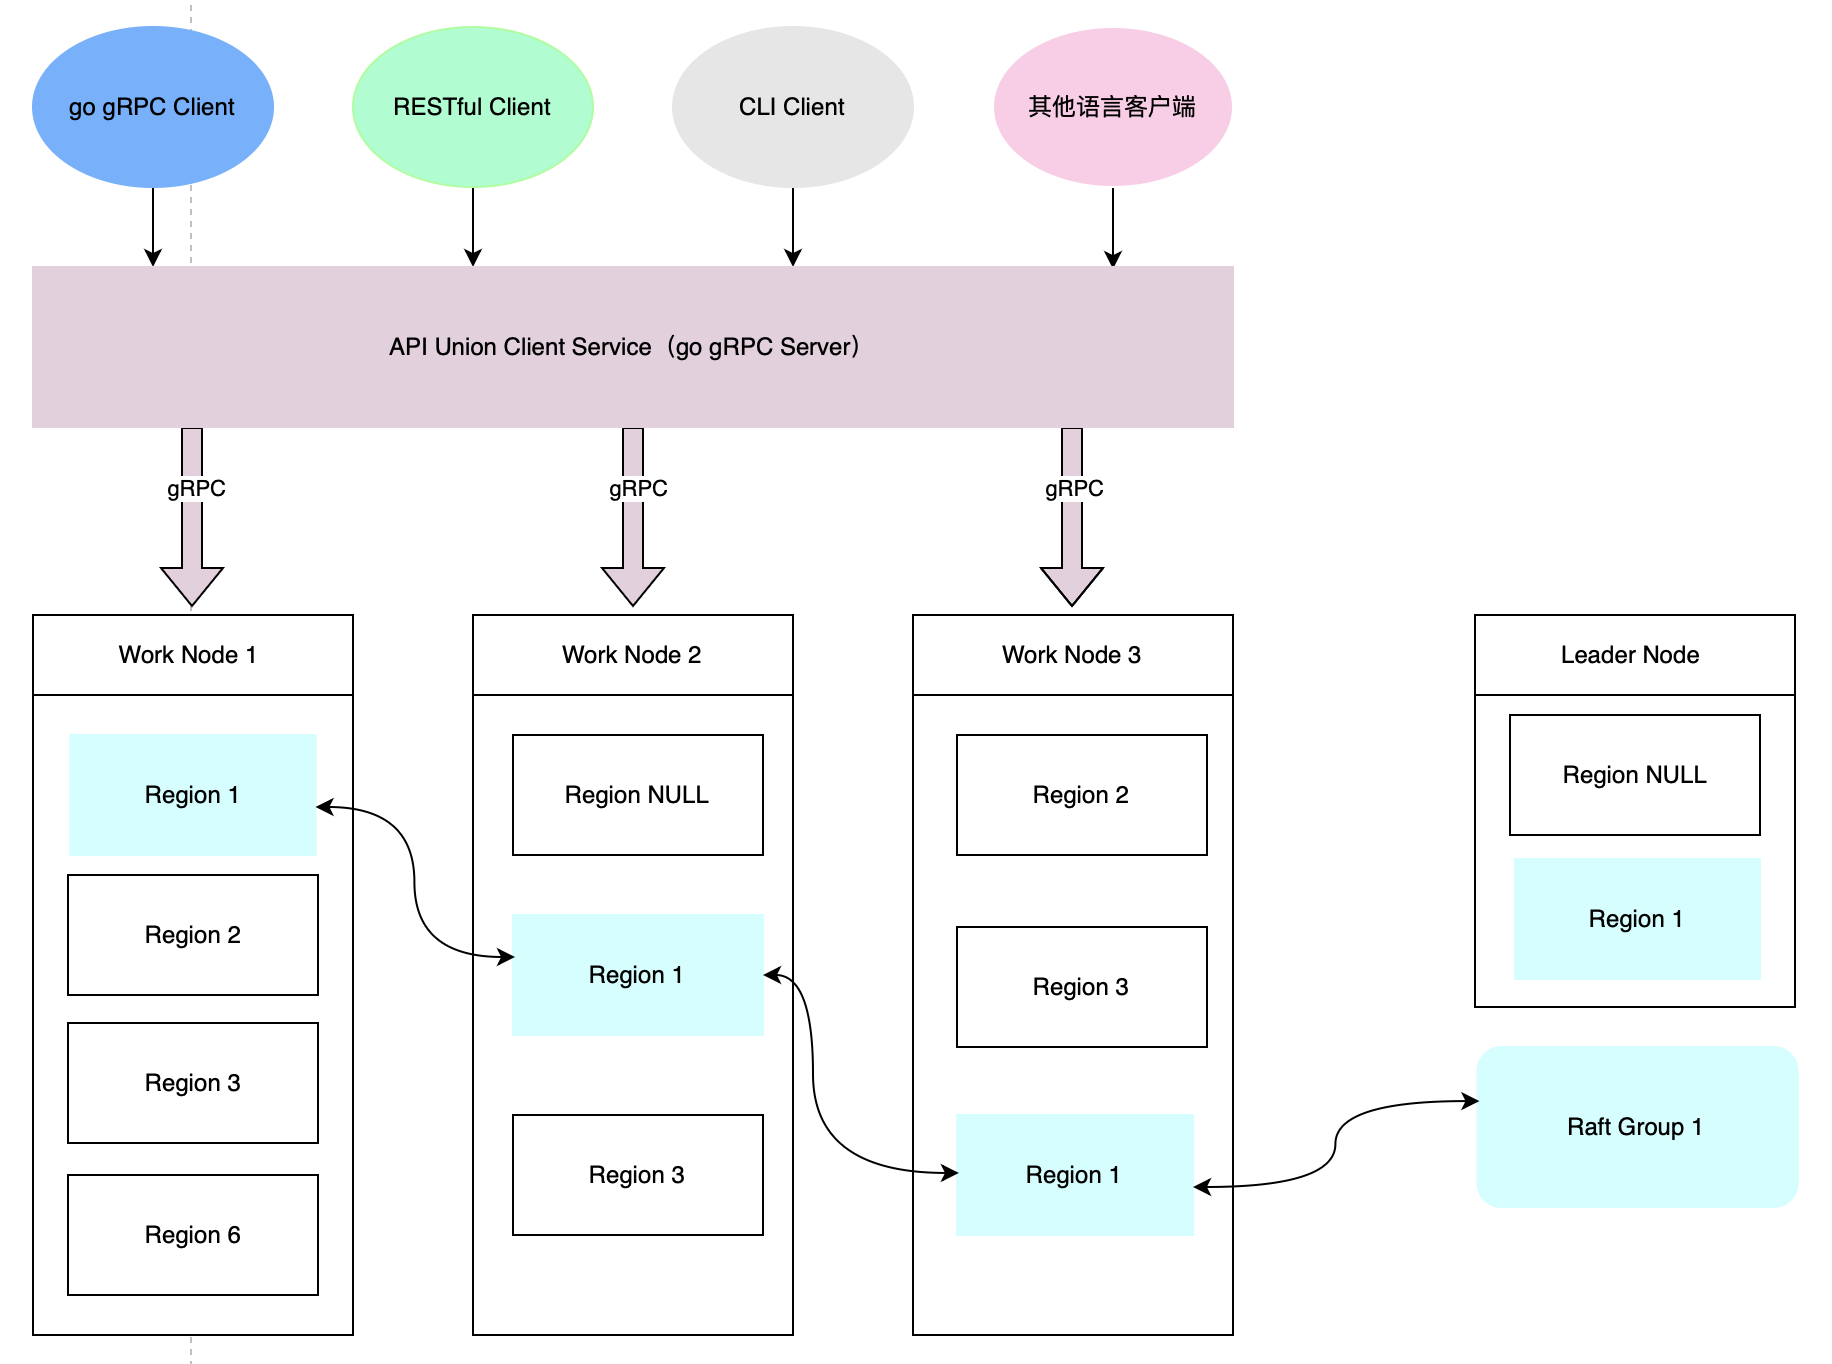 go gRPC Client
RESTful Client
CLI Client
其他语言客户端
API Union Client Service（go gRPC Server）
gRPC
gRPC
gRPC
Work Node 1
Region 1
Region 2
Region 3
Region 6
Work Node 2
Region NULL
Region 1
Region 3
Work Node 3
Region 2
Region 3
Region 1
Leader Node
Region NULL
Region 1
Raft Group 1